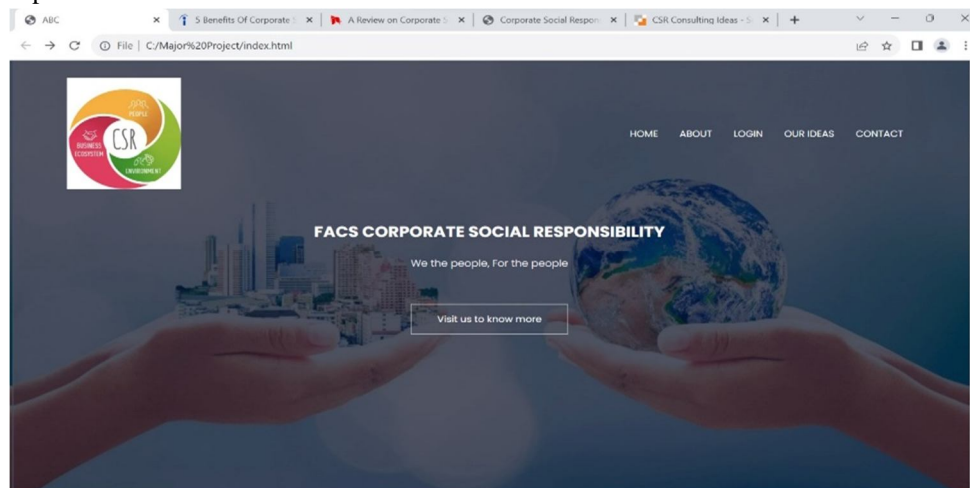 ABC
5 Benefits Of Corporate S
A Review on Corporate S
Corporate Social Respon
CSR Consulting Ideas - S
File
C:/Major%20Project/index.html
PEOPLE
CSR
BUSINESS
ECOSYSTEM
ENVIRONMENT
HOME ABOUT LOGIN OUR IDEAS CONTACT
FACS CORPORATE SOCIAL RESPONSIBILITY
We the people, For the people
Visit us to know more